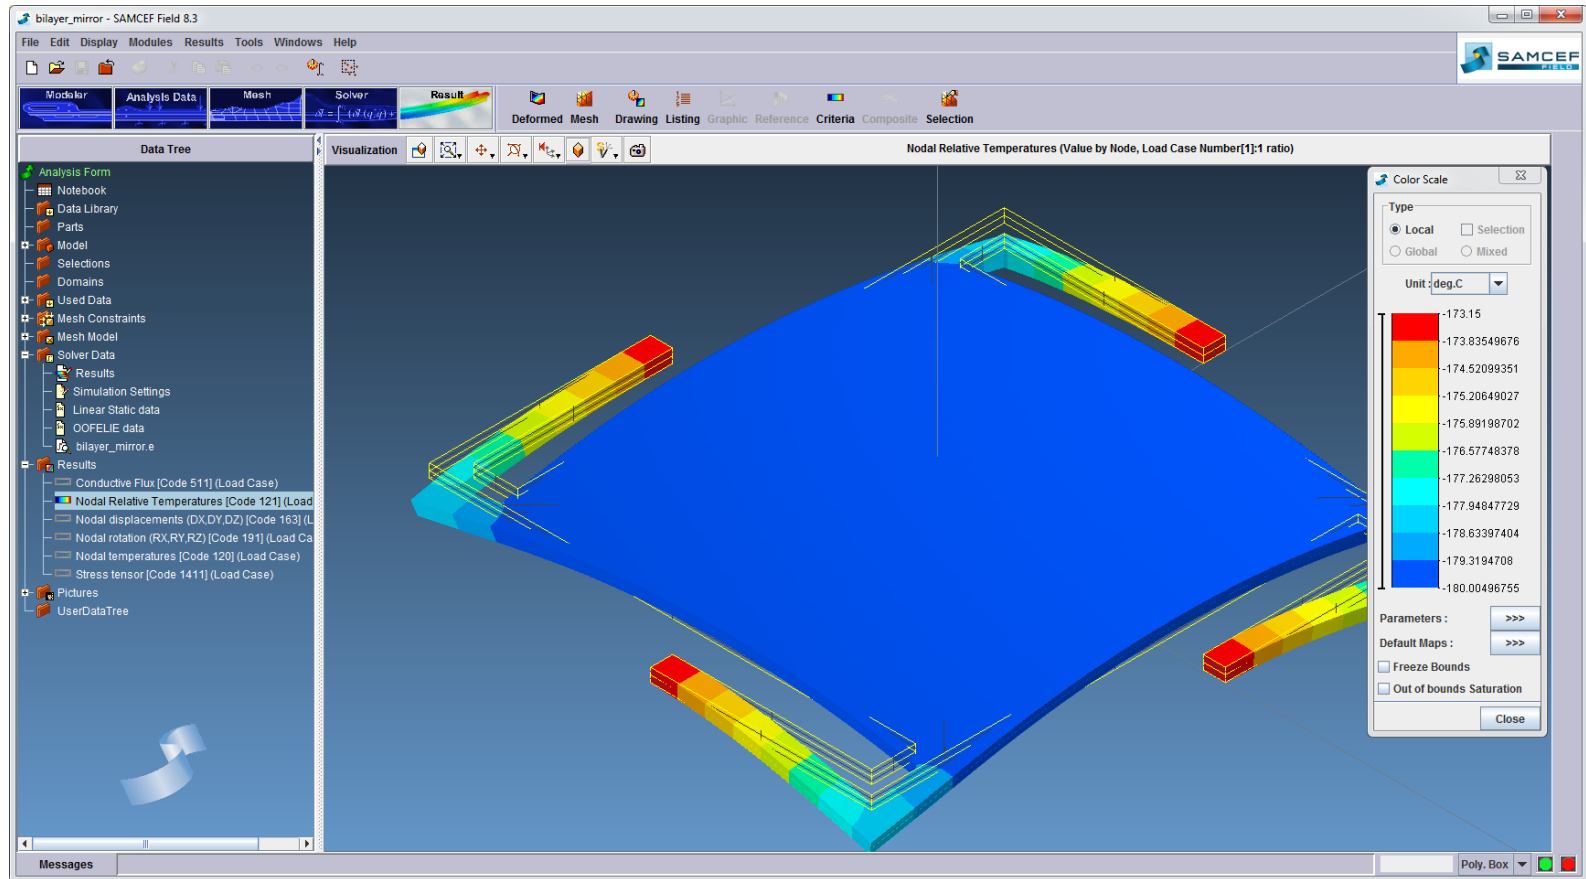 bilayer_mirror - SAMCEF Field 8.3
File Edit Display Modules Results Tools Windows Help
SAMCEF
FIELD
Modeler Analysis Data Mesh Solver Result
Deformed Mesh Drawing Listing Graphic Reference Criteria Composite Selection
Data Tree
Visualization
Nodal Relative Temperatures (Value by Node, Load Case Number[1]:1 ratio)
Analysis Form
Notebook
Data Library
Parts
Model
Selections
Domains
Used Data
Mesh Constraints
Mesh Model
Solver Data
Results
Simulation Settings
Linear Static data
OOFELIE data
bilayer_mirror.e
Results
Conductive Flux [Code 511] (Load Case)
Nodal Relative Temperatures [Code 121] (Load
Nodal displacements (DX,DY,DZ) [Code 163] (L
Nodal rotation (RX,RY,RZ) [Code 191] (Load Ca
Nodal temperatures [Code 120] (Load Case)
Stress tensor [Code 1411] (Load Case)
Pictures
UserDataTree
Color Scale
Type
Local Selection
Global Mixed
Unit : deg.C
-173.15
-173.83549676
-174.52099351
-175.20649027
-175.89198702
-176.57748378
-177.26298053
-177.94847729
-178.63397404
-179.3194708
-180.00496755
Parameters : >>>
Default Maps : >>>
Freeze Bounds
Out of bounds Saturation
Close
Messages
Poly. Box